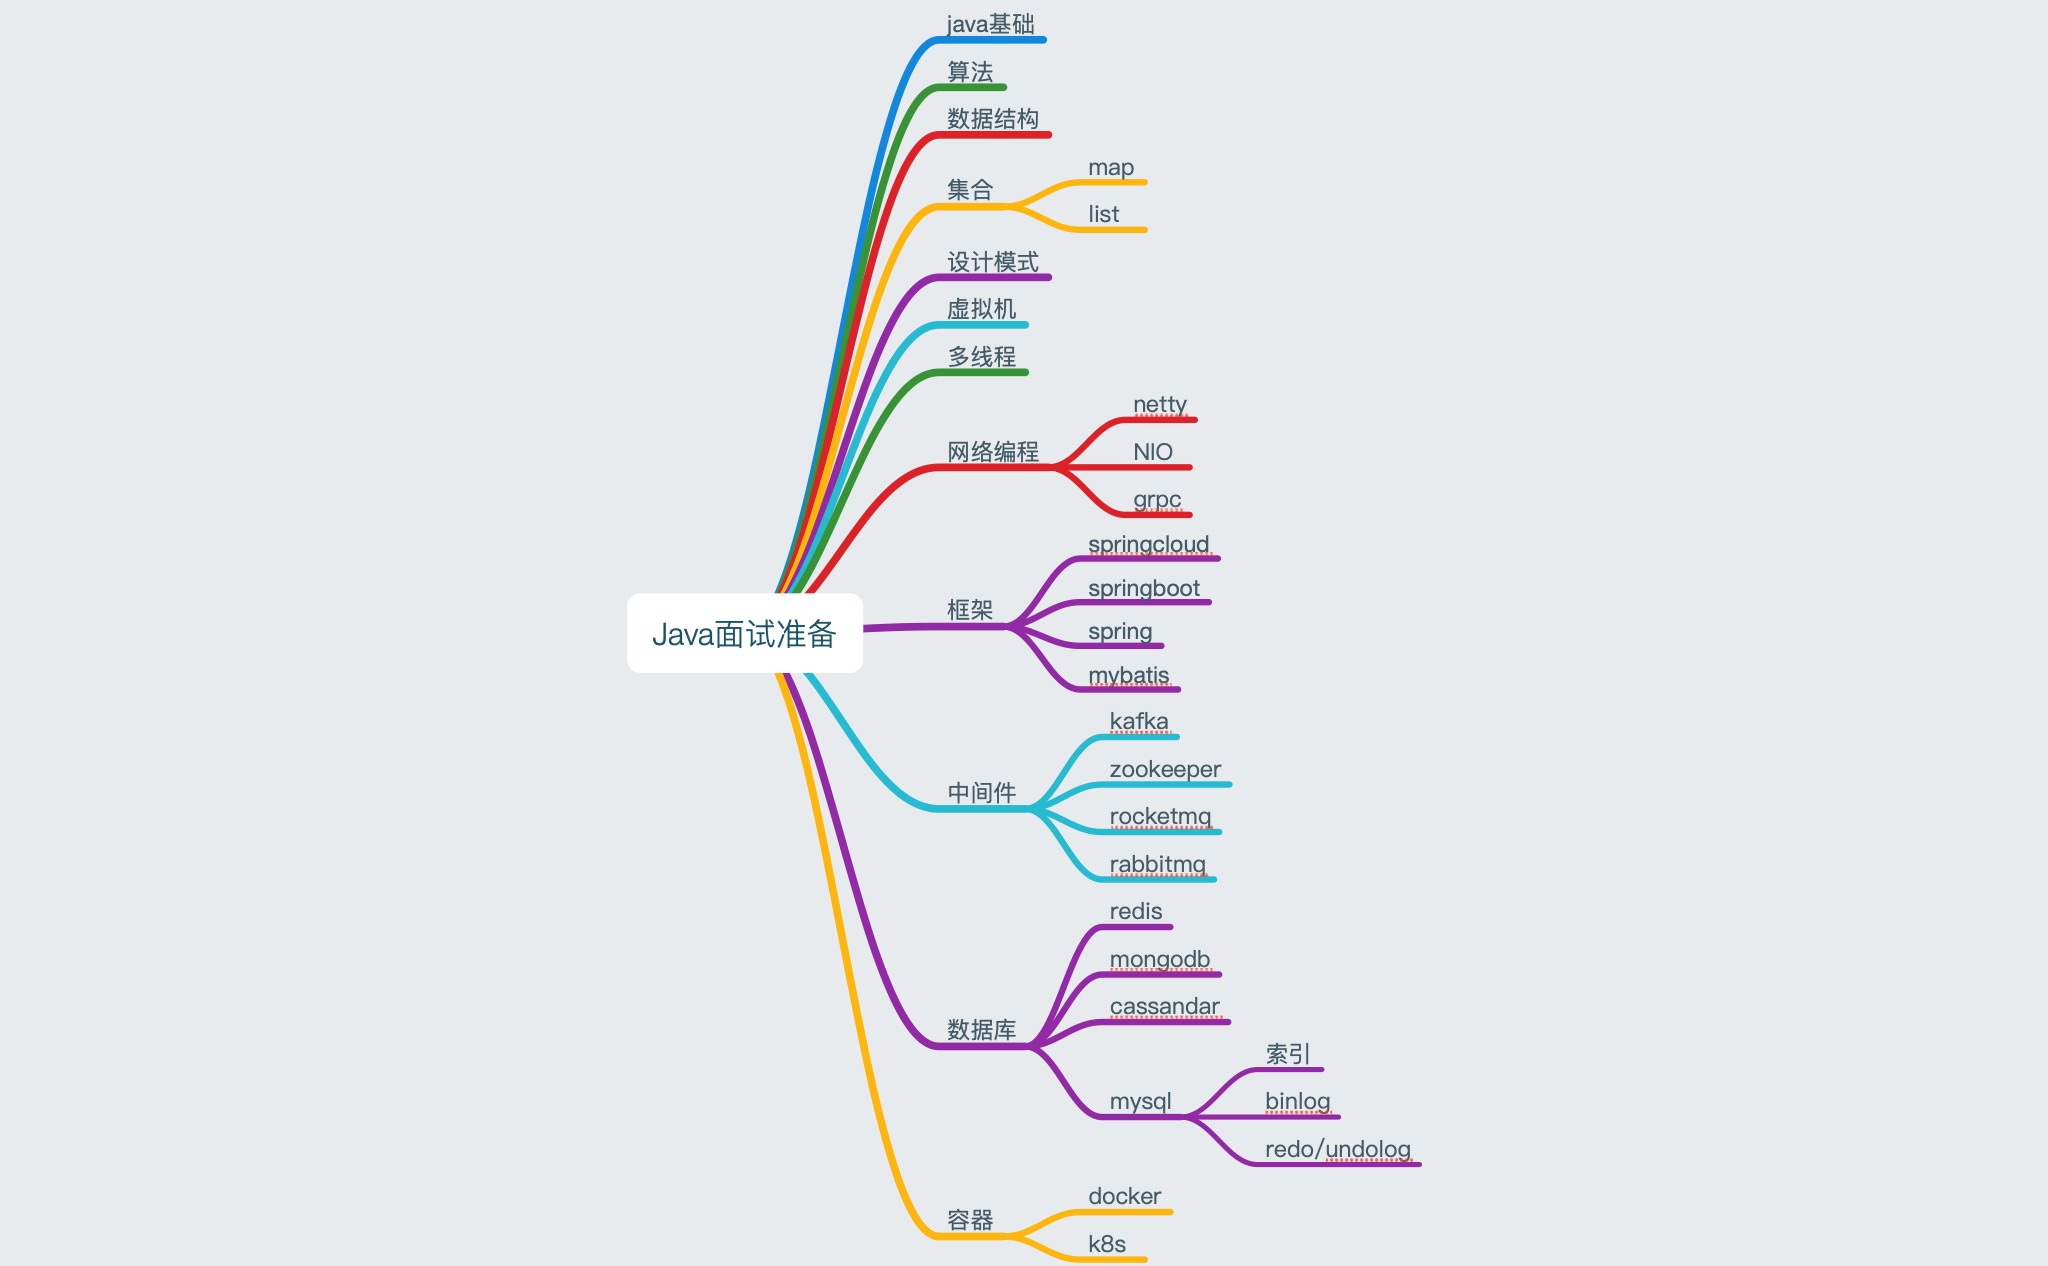 java基础
算法
数据结构
集合
map
list
设计模式
虚拟机
多线程
网络编程
netty
NIO
grpc
Java面试准备
框架
springcloud
springboot
spring
mybatis
中间件
kafka
zookeeper
rocketmq
rabbitmq
数据库
redis
mongodb
cassandar
mysql
索引
binlog
redo/undolog
容器
docker
k8s